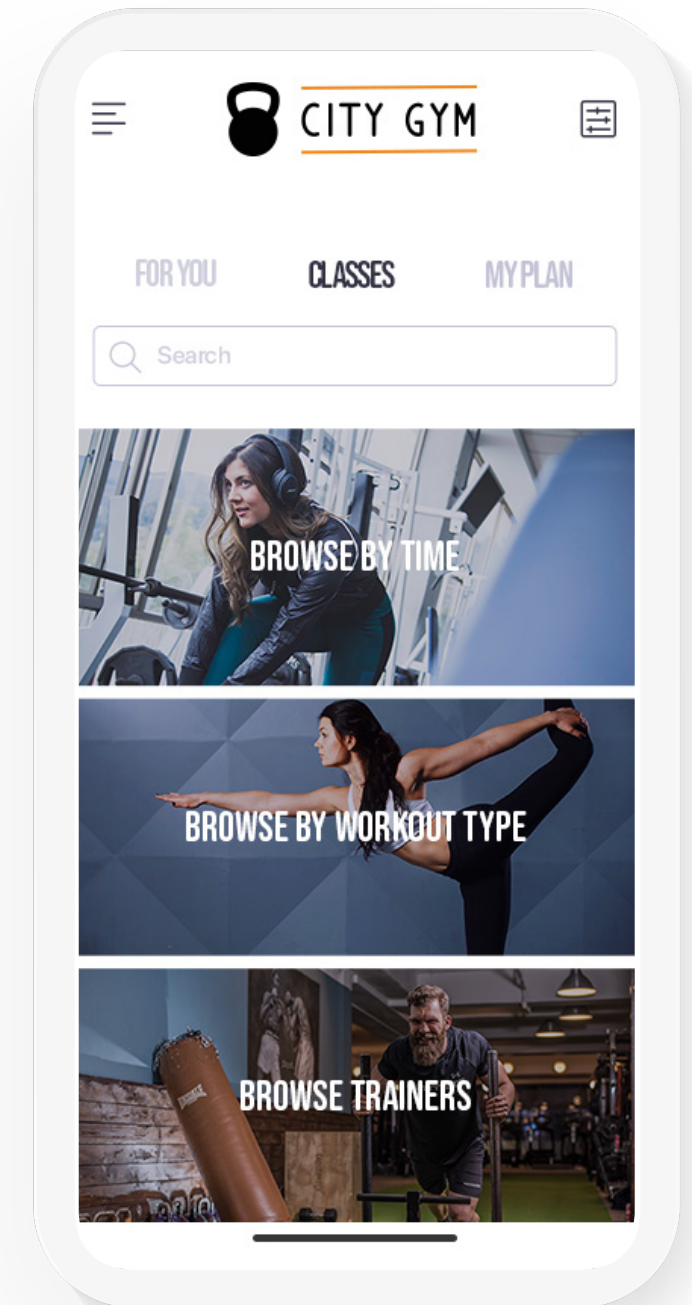 CITY GYM
FOR YOU
CLASSES
MY PLAN
Search
BROWSE BY TIME
BROWSE BY WORKOUT TYPE
BROWSE TRAINERS